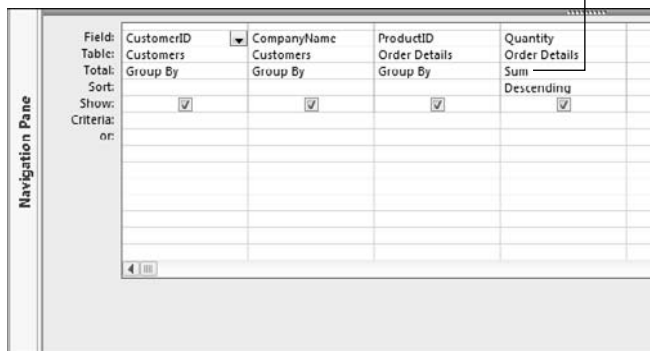 Navigation Pane
Field: CustomerID CompanyName ProductID Quantity
Table: Customers Customers Order Details Order Details
Total: Group By Group By Group By Sum
Sort: Descending
Show:
Criteria:
or: